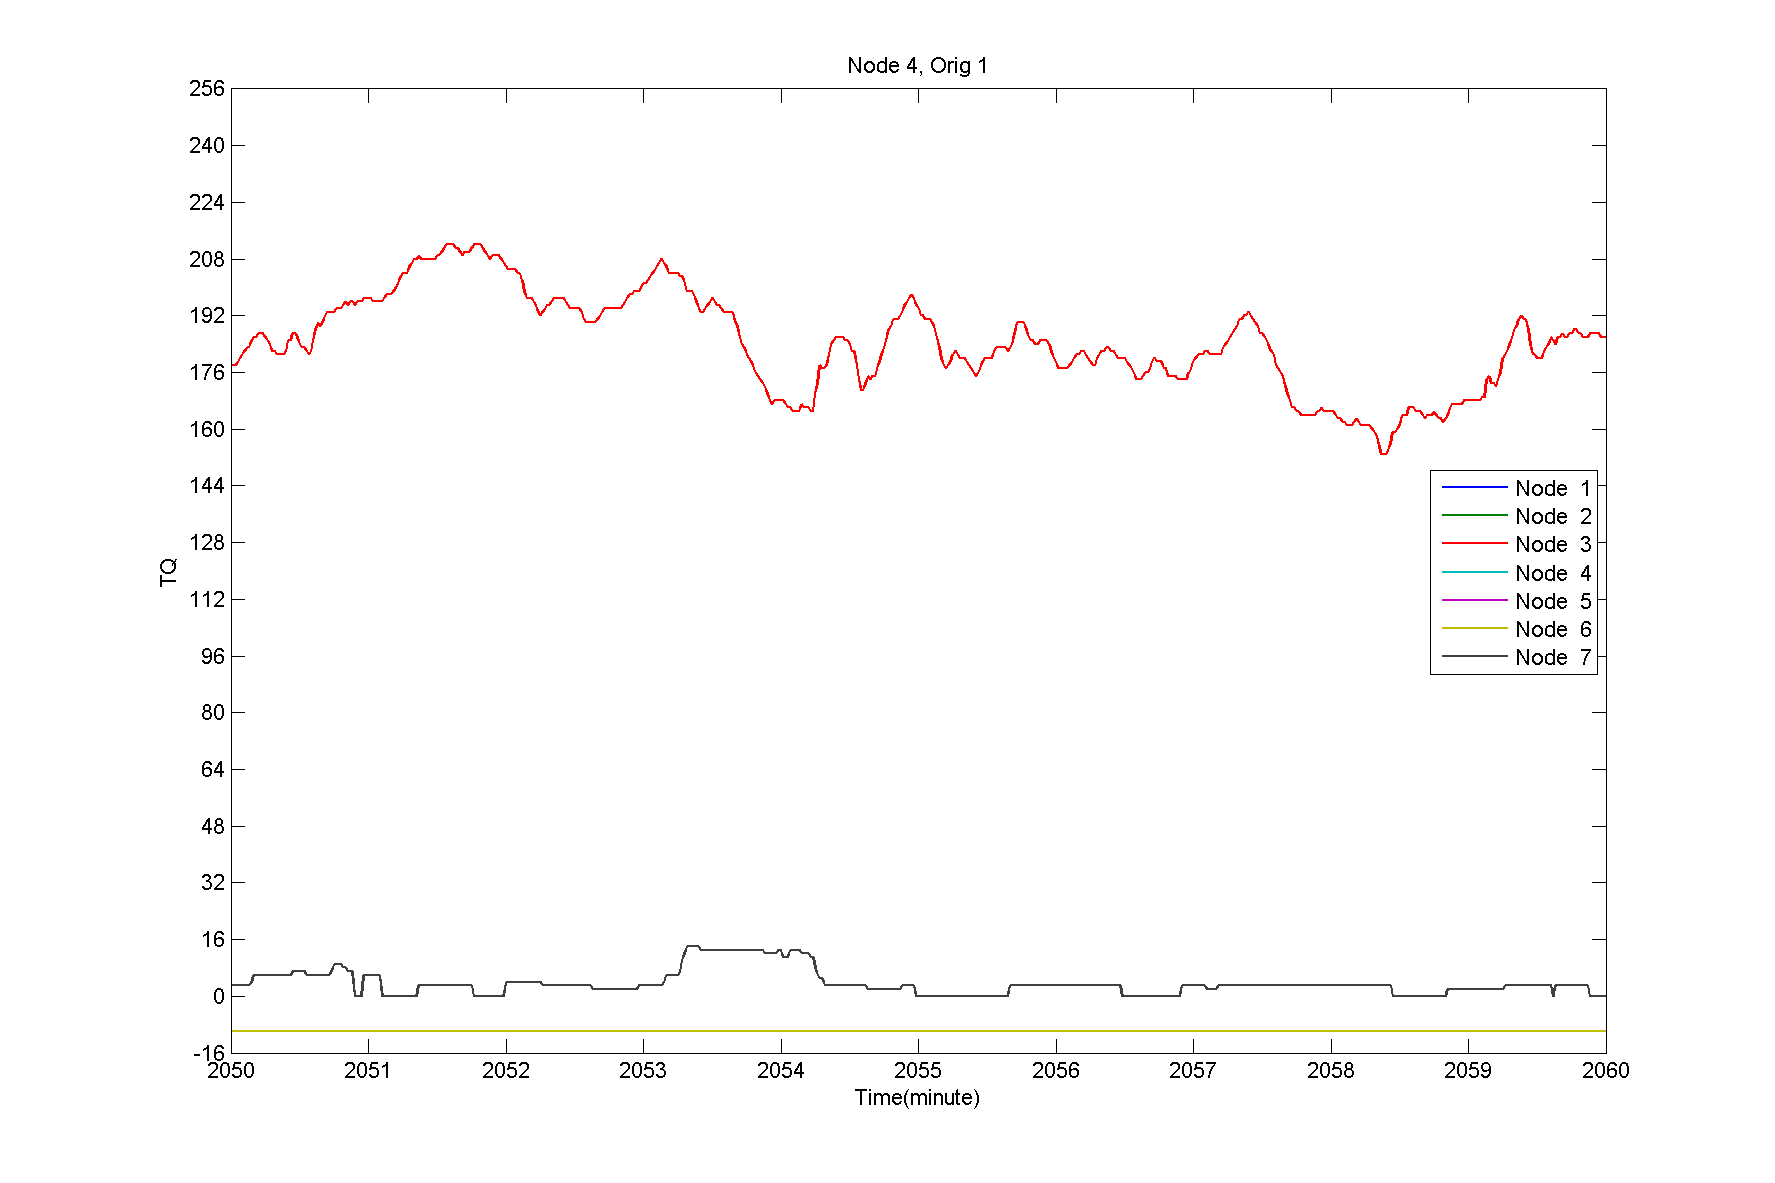 Node 4, Orig 1
256
240
224
208
192
176
160
144
128
112
96
80
64
48
32
16
0
-16
TQ
Node 1
Node 2
Node 3
Node 4
Node 5
Node 6
Node 7
2050 2051 2052 2053 2054 2055 2056 2057 2058 2059 2060
Time(minute)